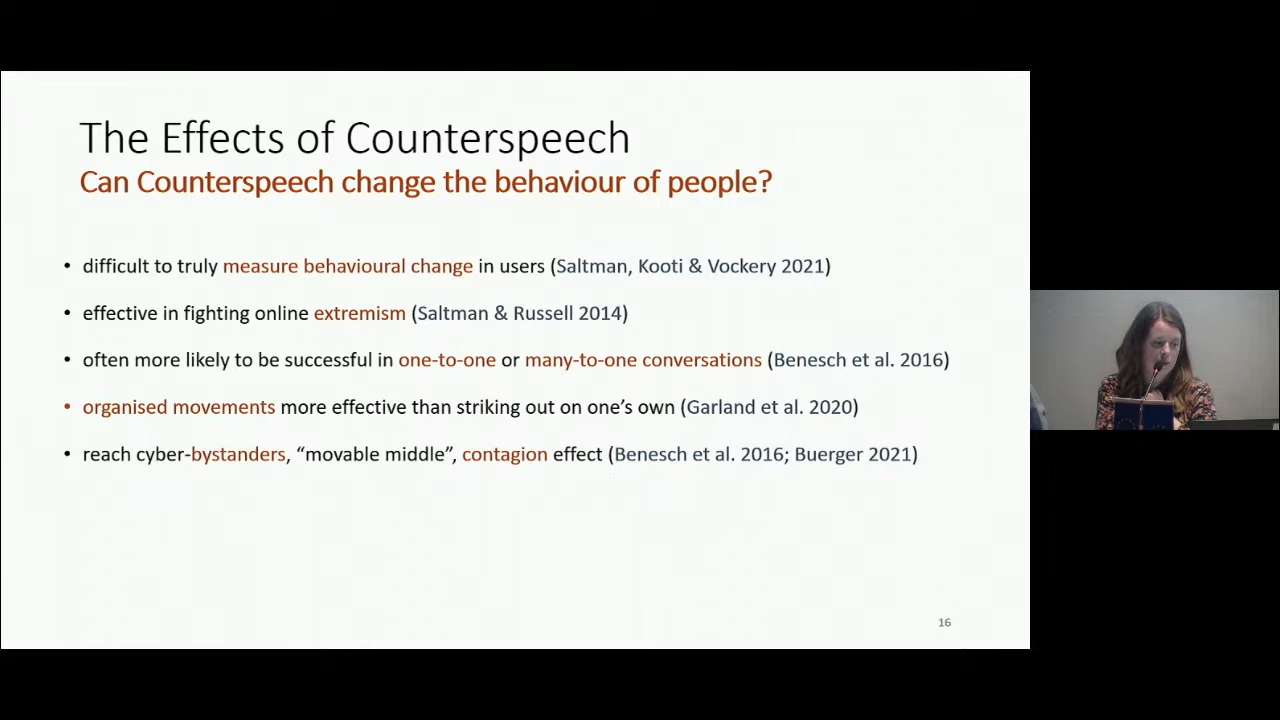 The Effects of Counterspeech
Can Counterspeech change the behaviour of people?
• difficult to truly measure behavioural change in users (Saltman, Kooti & Vockery 2021)
• effective in fighting online extremism (Saltman & Russell 2014)
• often more likely to be successful in one-to-one or many-to-one conversations (Benesch et al. 2016)
• organised movements more effective than striking out on one's own (Garland et al. 2020)
• reach cyber-bystanders, “movable middle”, contagion effect (Benesch et al. 2016; Buerger 2021)
16